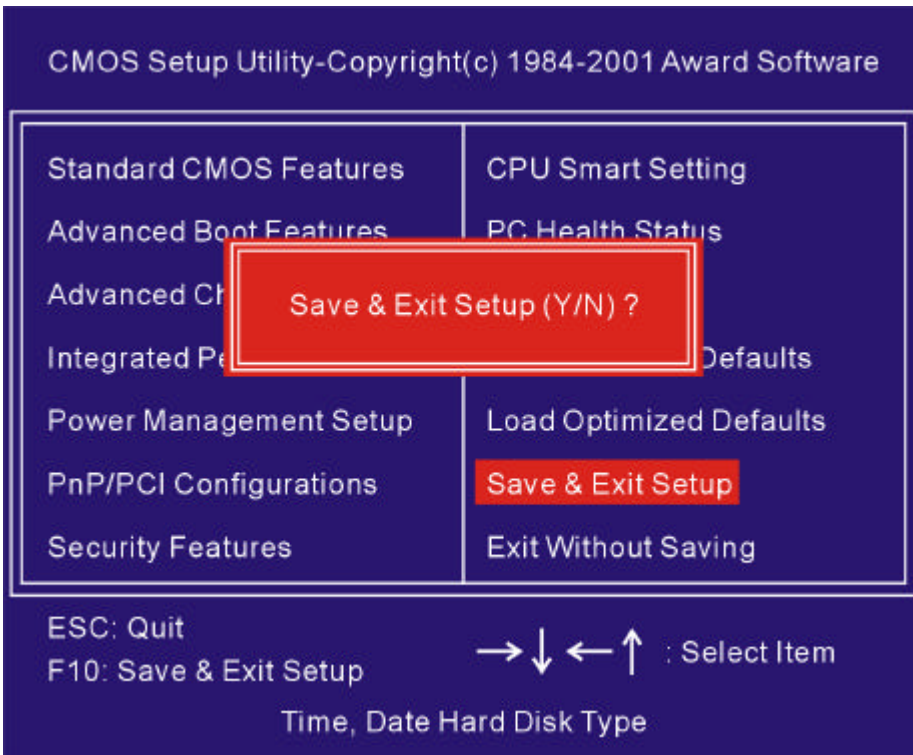 CMOS Setup Utility-Copyright(c) 1984-2001 Award Software
Standard CMOS Features
Advanced Boot Features
Advanced
Integrated
Power Management Setup
PnP/PCI Configurations
Security Features
CPU Smart Setting
PC Health Status
Defaults
Load Optimized Defaults
Save & Exit Setup
Exit Without Saving
Save & Exit Setup (Y/N) ?
ESC: Quit
F10: Save & Exit Setup
→↓ ←↑ : Select Item
Time, Date Hard Disk Type